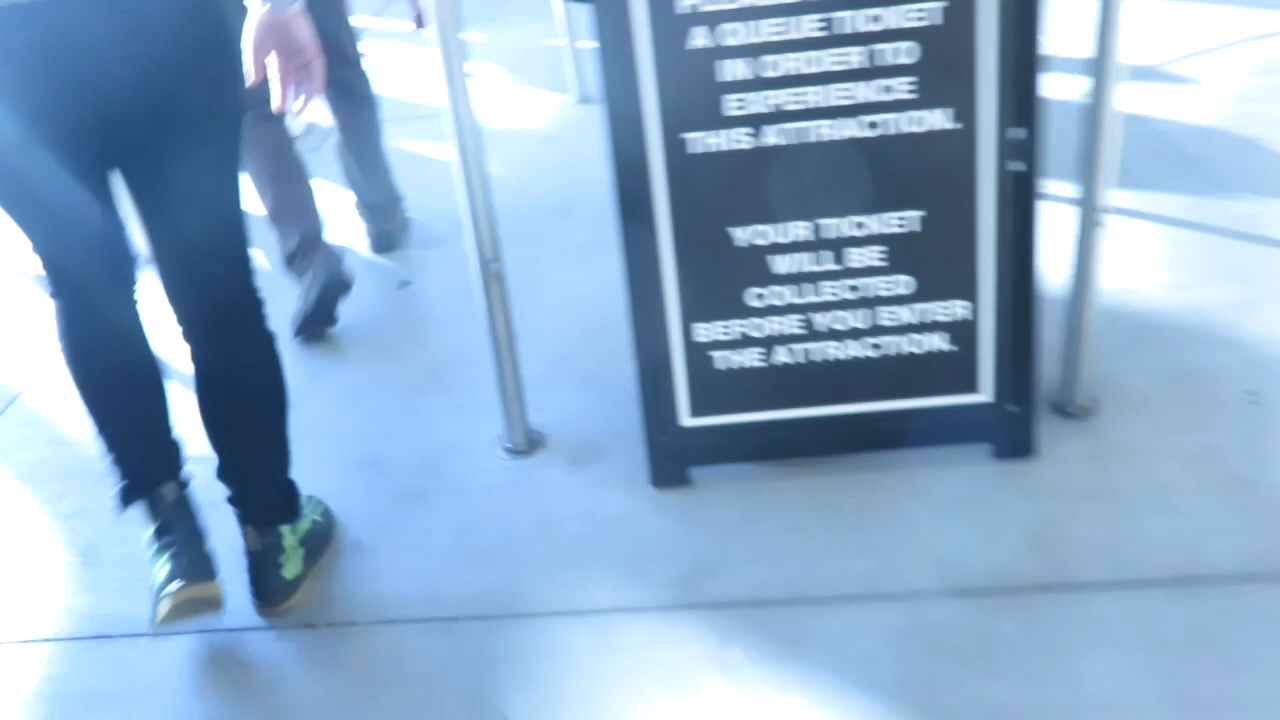 A QUEUE TICKET
IN ORDER TO
EXPERIENCE
THIS ATTRACTION.
YOUR TICKET
WILL BE
COLLECTED
BEFORE YOU ENTER
THE ATTRACTION.